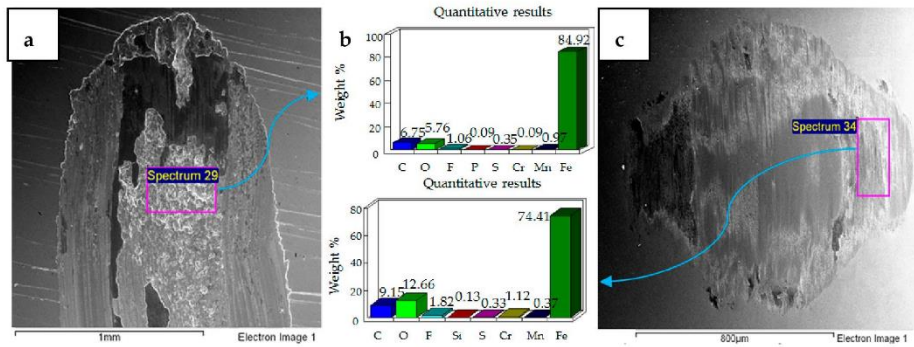 a
Spectrum 29
1mm
Electron Image 1
b
Quantitative results
Weight %
100
80
60
40
20
0
6.75 5.76 1.06 0.09 0.35 0.09 0.97 84.92
C O F P S Cr Mn Fe
Quantitative results
Weight %
80
60
40
20
0
9.15 12.66 1.82 0.13 0.33 1.12 0.37 74.41
C O F Si S Cr Mn Fe
c
Spectrum 34
800µm
Electron Image 1